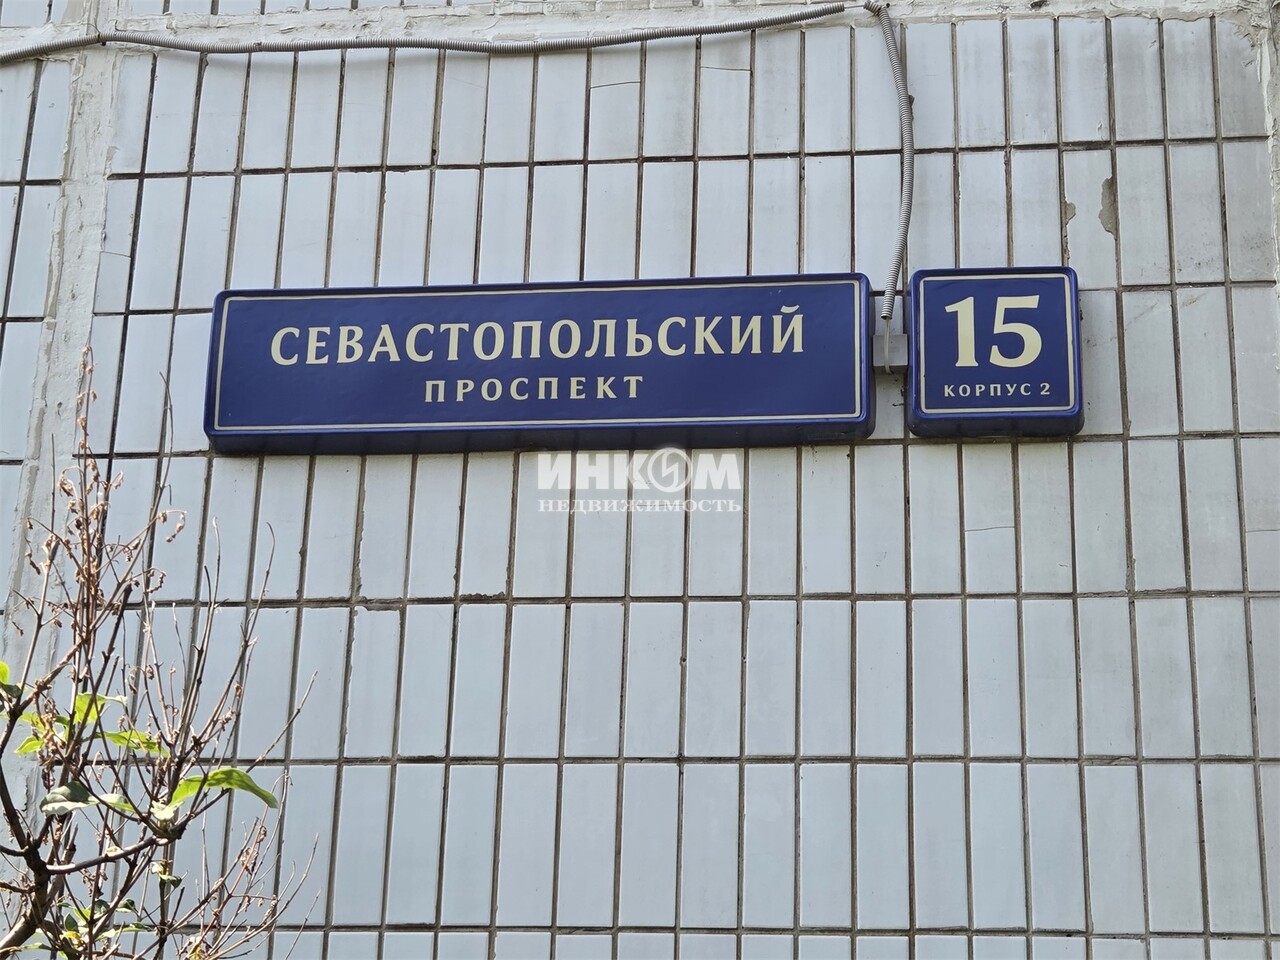 СЕВАСТОПОЛЬСКИЙ
ПРОСПЕКТ
15
КОРПУС 2
ИНКОМ
НЕДВИЖИМОСТЬ